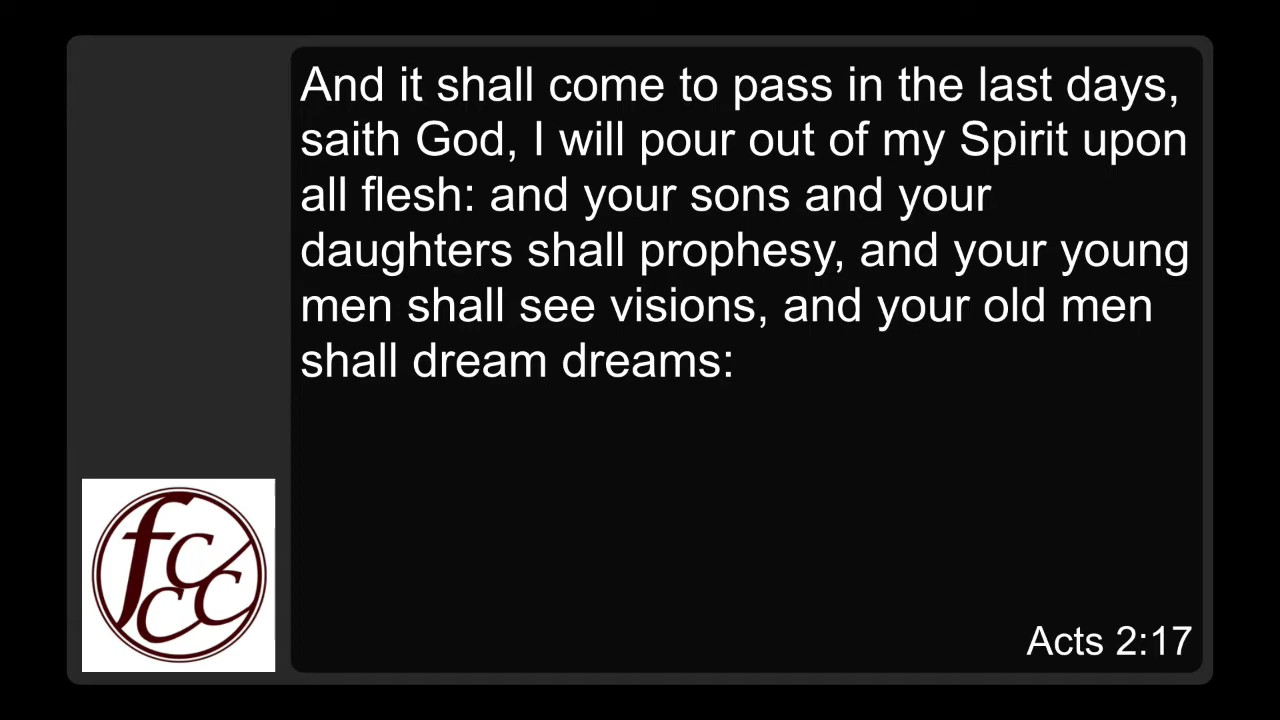 And it shall come to pass in the last days,
saith God, I will pour out of my Spirit upon
all flesh: and your sons and your
daughters shall prophesy, and your young
men shall see visions, and your old men
shall dream dreams:
fcccc
Acts 2:17